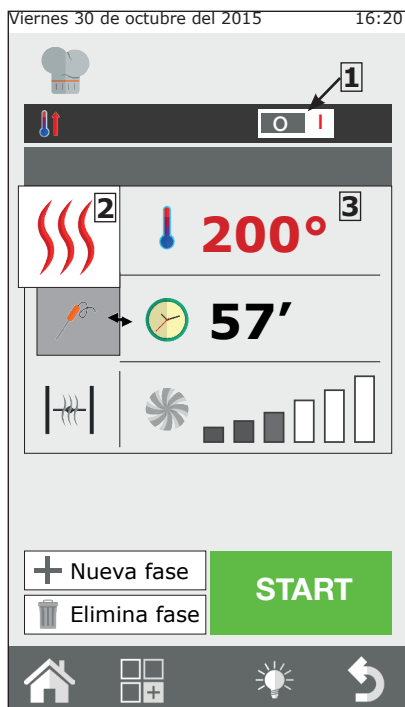 Viernes 30 de octubre del 2015 16:20
1
O I
2
200° 3
57′
Nueva fase
START
Elimina fase